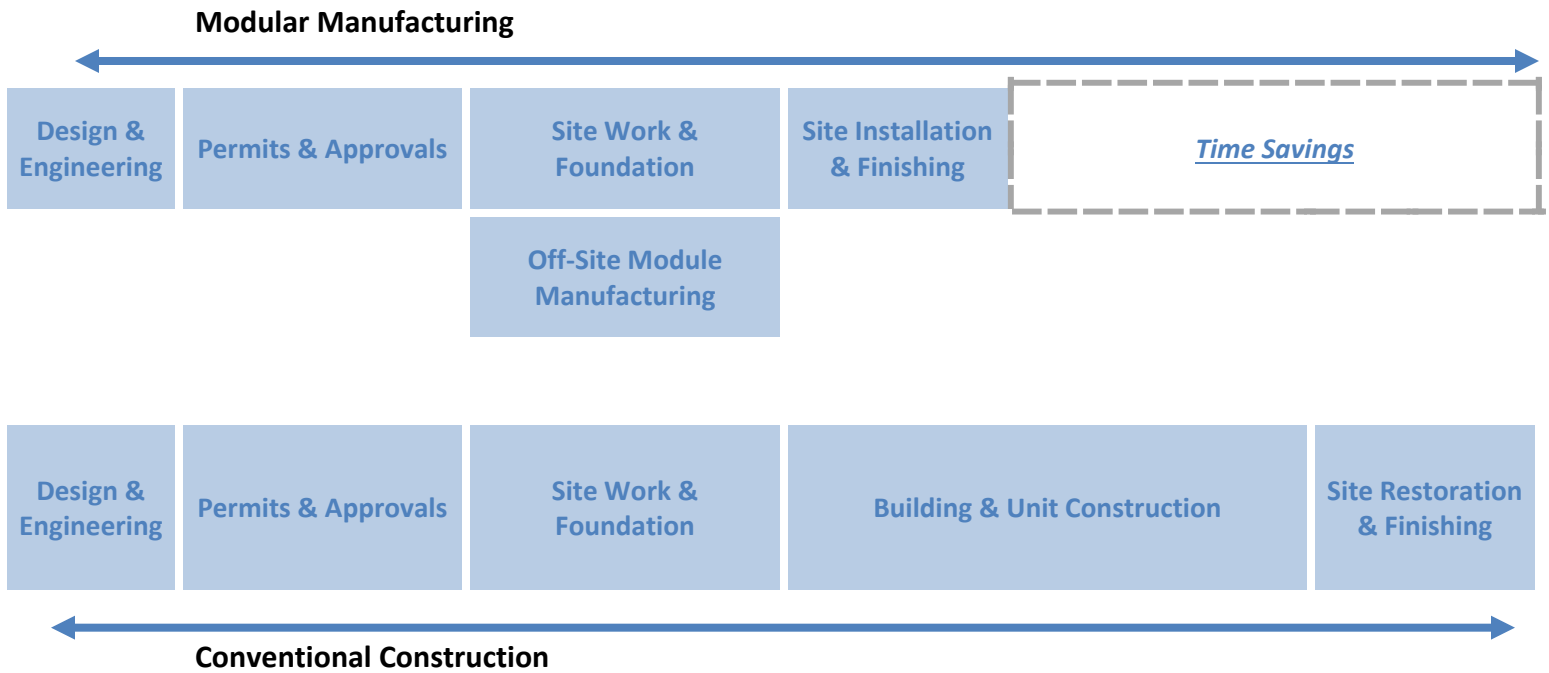 Modular Manufacturing
Design &
Engineering
Permits & Approvals
Site Work &
Foundation
Site Installation
& Finishing
Time Savings
Off-Site Module
Manufacturing
Design &
Engineering
Permits & Approvals
Site Work &
Foundation
Building & Unit Construction
Site Restoration
& Finishing
Conventional Construction